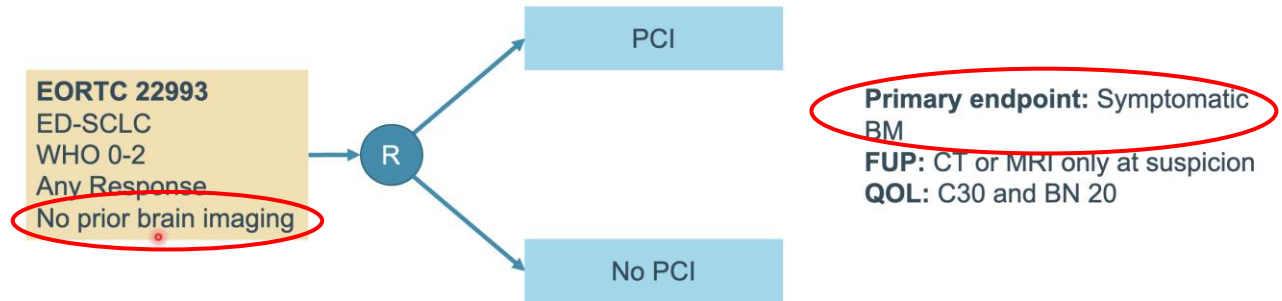 PCI
EORTC 22993
ED-SCLC
WHO 0-2
Any Response
No prior brain imaging
R
No PCI
Primary endpoint: Symptomatic
BM
FUP: CT or MRI only at suspicion
QOL: C30 and BN 20